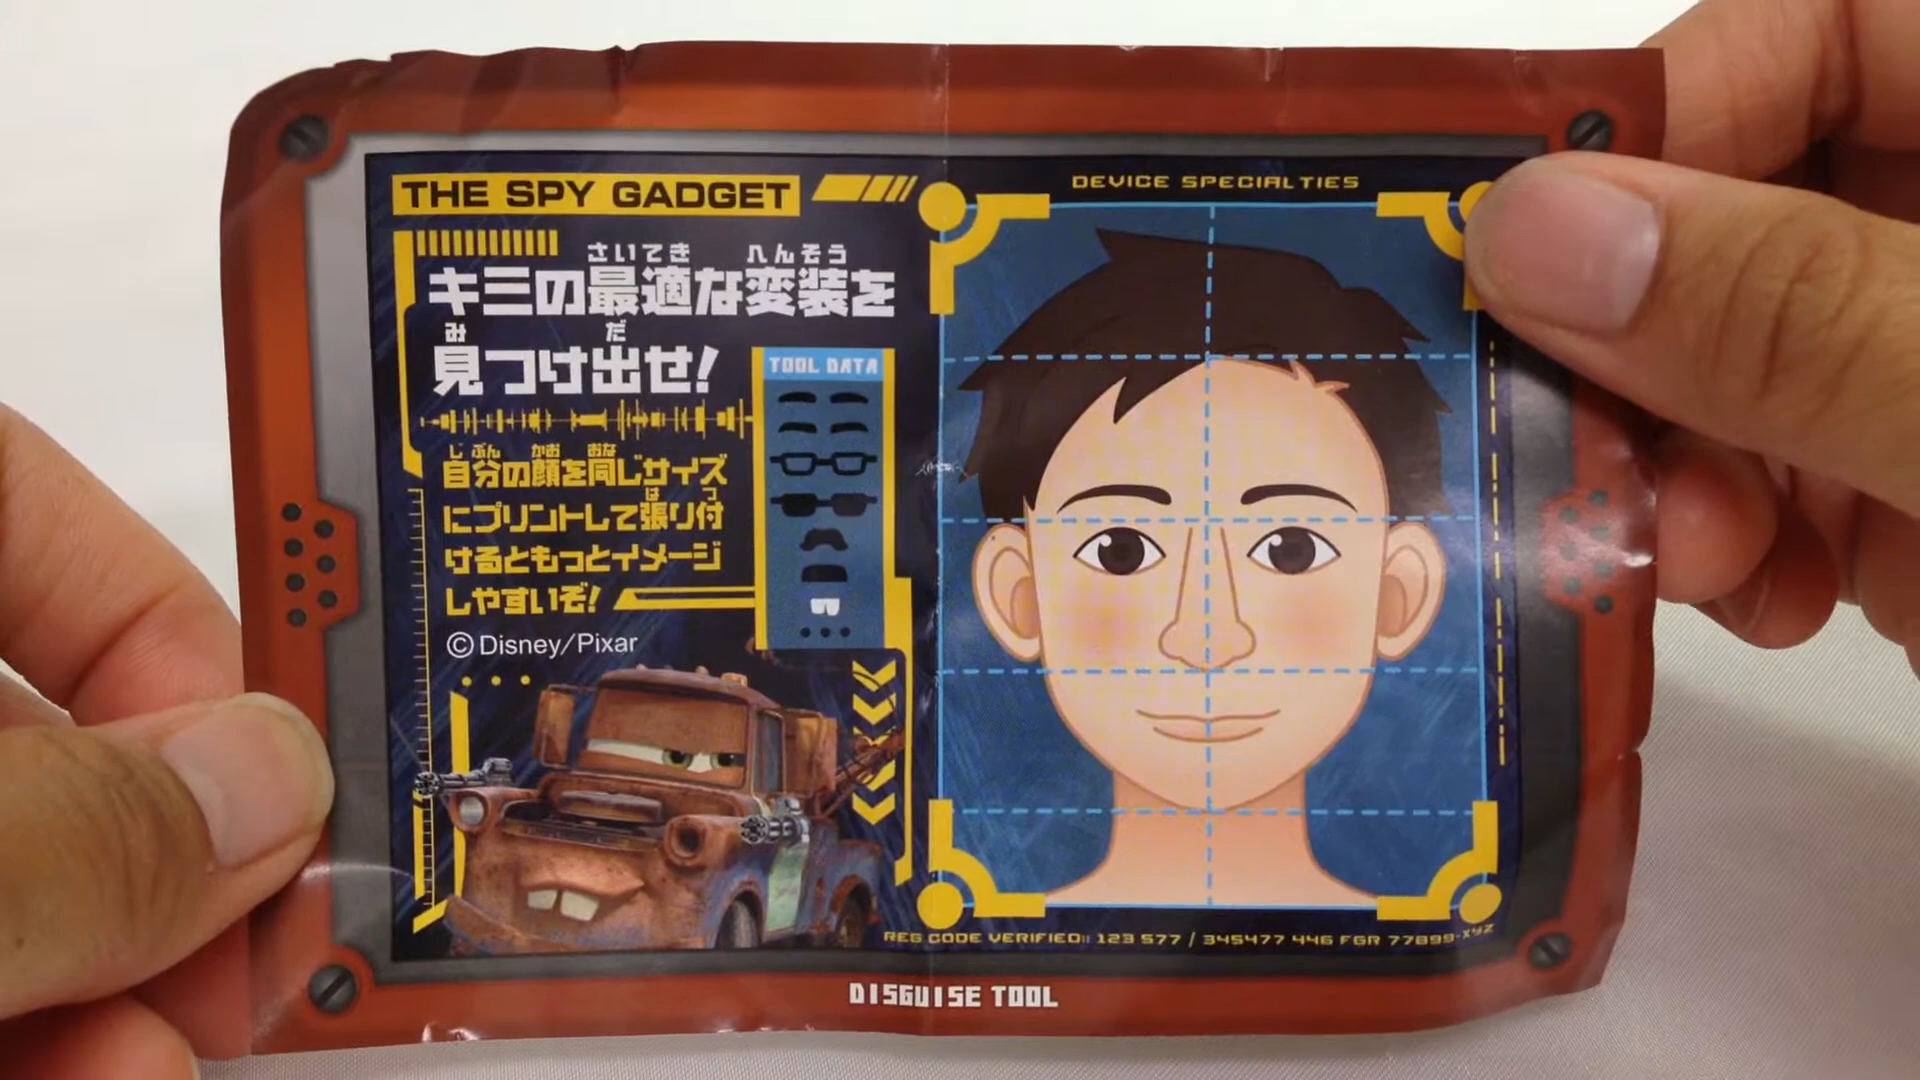 THE SPY GADGET
さいてき へんそう
キミの最適な変装を
み だ
見つけ出せ!
じ ぶん かお おな
自分の顔を同じサイズ
は つ
にプリントして張り付
けるともっとイメージ
しやすいぞ!
©Disney/Pixar
TOOL DATA
DEVICE SPECIALTIES
REG CODE VERIFIED:: 123 577 / 345477 446 FGR 77899-XYZ
DISGUISE TOOL